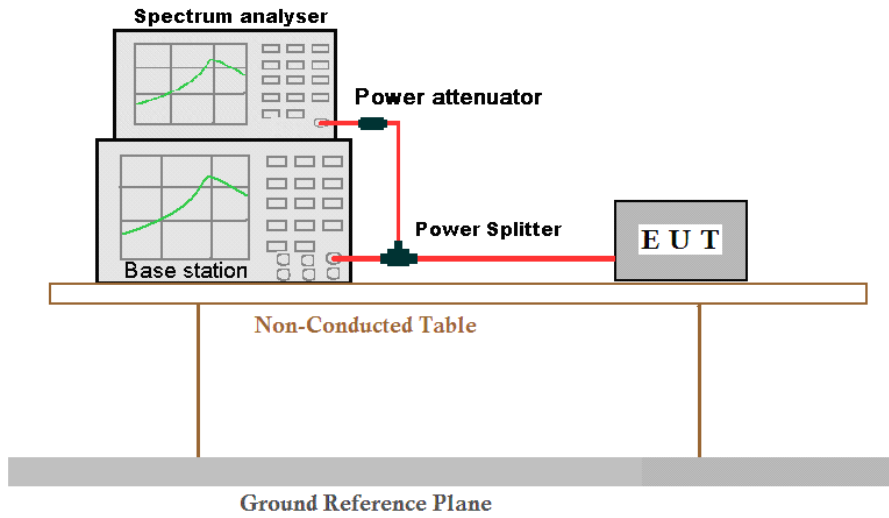 Spectrum analyser
Power attenuator
Power Splitter
E U T
Base station
Non-Conducted Table
Ground Reference Plane